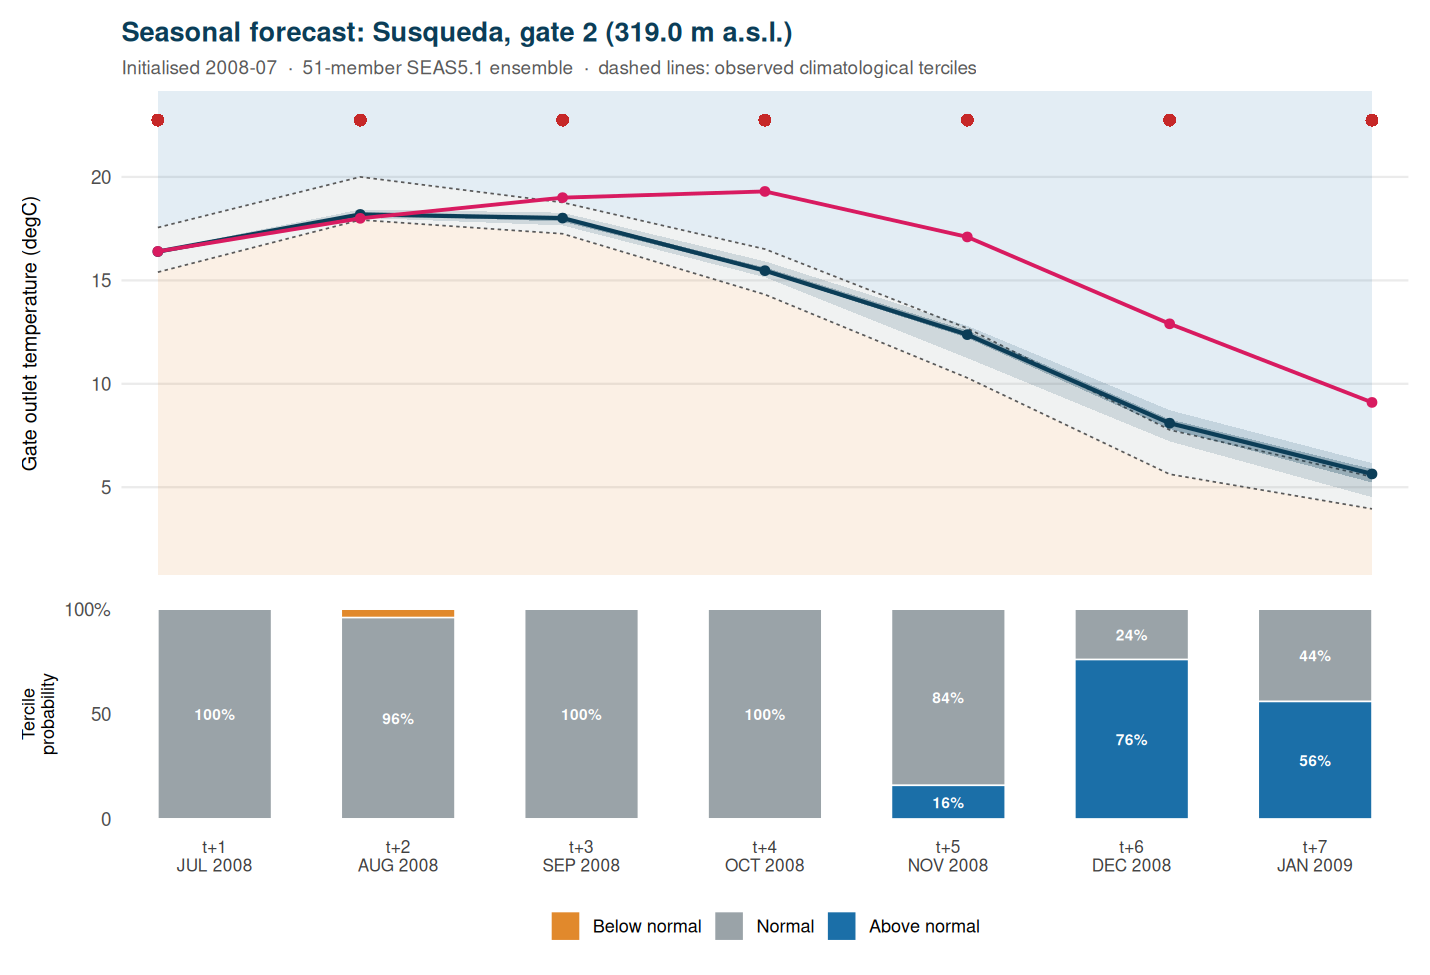 Seasonal forecast: Susqueda, gate 2 (319.0 m a.s.l.)
Initialised 2008-07 · 51-member SEAS5.1 ensemble · dashed lines: observed climatological terciles
Gate outlet temperature (degC)
20
15
10
5
Tercile
probability
100%
50
0
100%
96%
100%
100%
84%
16%
24%
76%
44%
56%
t+1
JUL 2008
t+2
AUG 2008
t+3
SEP 2008
t+4
OCT 2008
t+5
NOV 2008
t+6
DEC 2008
t+7
JAN 2009
Below normal
Normal
Above normal